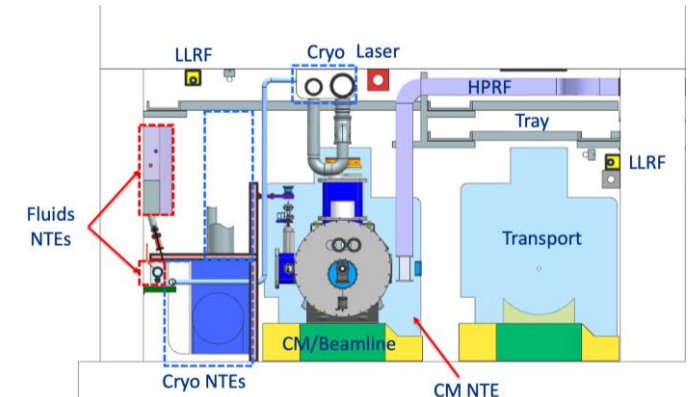 LLRF
Cryo
Laser
HPRF
Tray
LLRF
Fluids
NTEs
Transport
CM/Beamline
Cryo NTEs
CM NTE